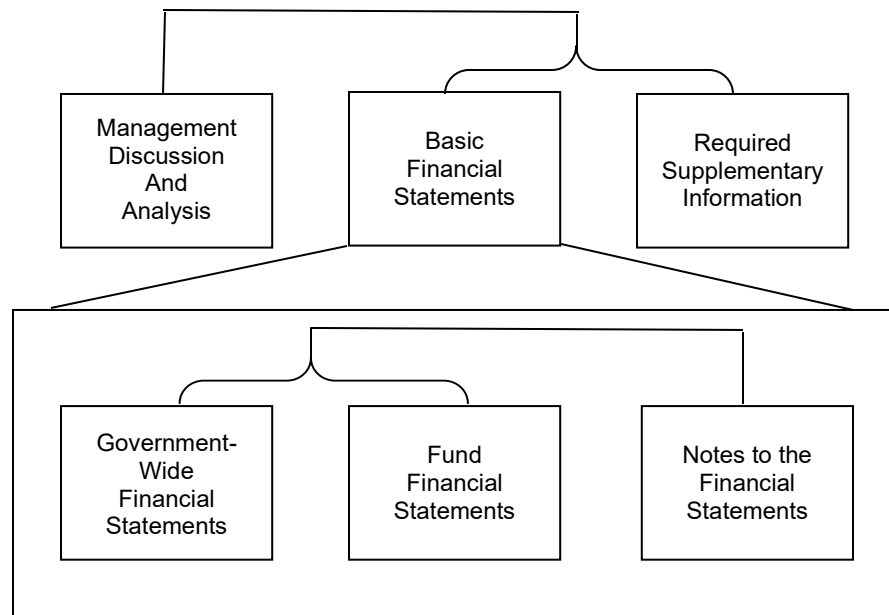 Management
Discussion
And
Analysis
Basic
Financial
Statements
Required
Supplementary
Information
Government-
Wide
Financial
Statements
Fund
Financial
Statements
Notes to the
Financial
Statements